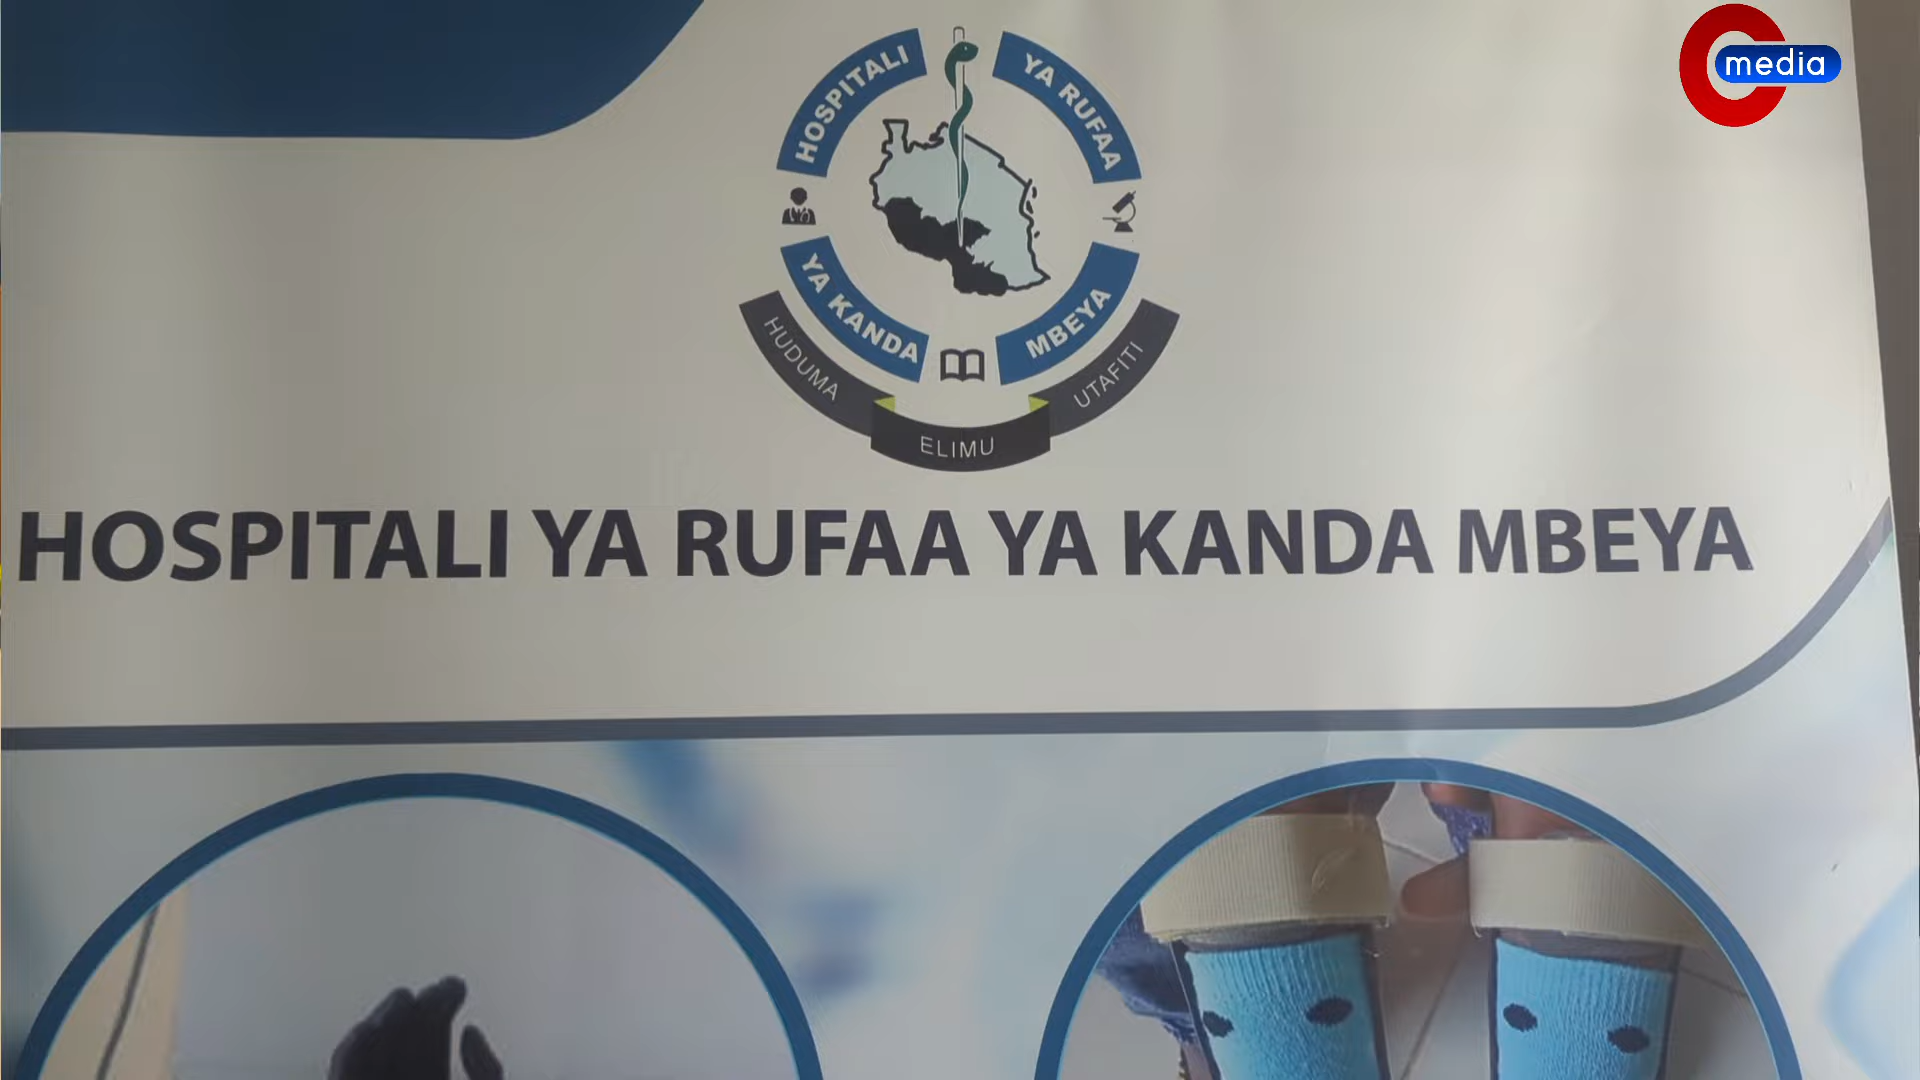 HOSPITALI YA RUFAA
YA KANDA MBEYA
HUDUMA ELIMU UTAFITI
HOSPITALI YA RUFAA YA KANDA MBEYA
C media